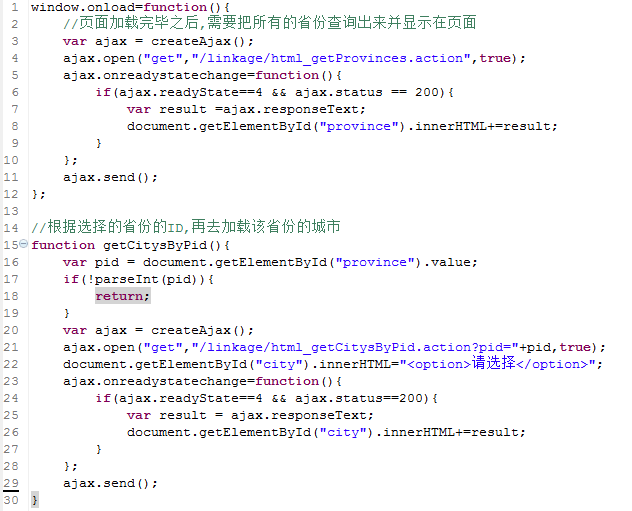 1 window.onload=function(){
2 //页面加载完毕之后,需要把所有的省份查询出来并显示在页面
3 var ajax = createAjax();
4 ajax.open("get","/linkage/html_getProvinces.action",true);
5 ajax.onreadystatechange=function(){
6 if(ajax.readyState==4 && ajax.status == 200){
7 var result =ajax.responseText;
8 document.getElementById("province").innerHTML+=result;
9 }
10 };
11 ajax.send();
12 };
13
14 //根据选择的省份的ID,再去加载该省份的城市
15 function getCitysByPid(){
16 var pid = document.getElementById("province").value;
17 if(!parseInt(pid)){
18 return;
19 }
20 var ajax = createAjax();
21 ajax.open("get","/linkage/html_getCitysByPid.action?pid="+pid,true);
22 document.getElementById("city").innerHTML="<option>请选择</option>";
23 ajax.onreadystatechange=function(){
24 if(ajax.readyState==4 && ajax.status==200){
25 var result = ajax.responseText;
26 document.getElementById("city").innerHTML+=result;
27 }
28 };
29 ajax.send();
30 }